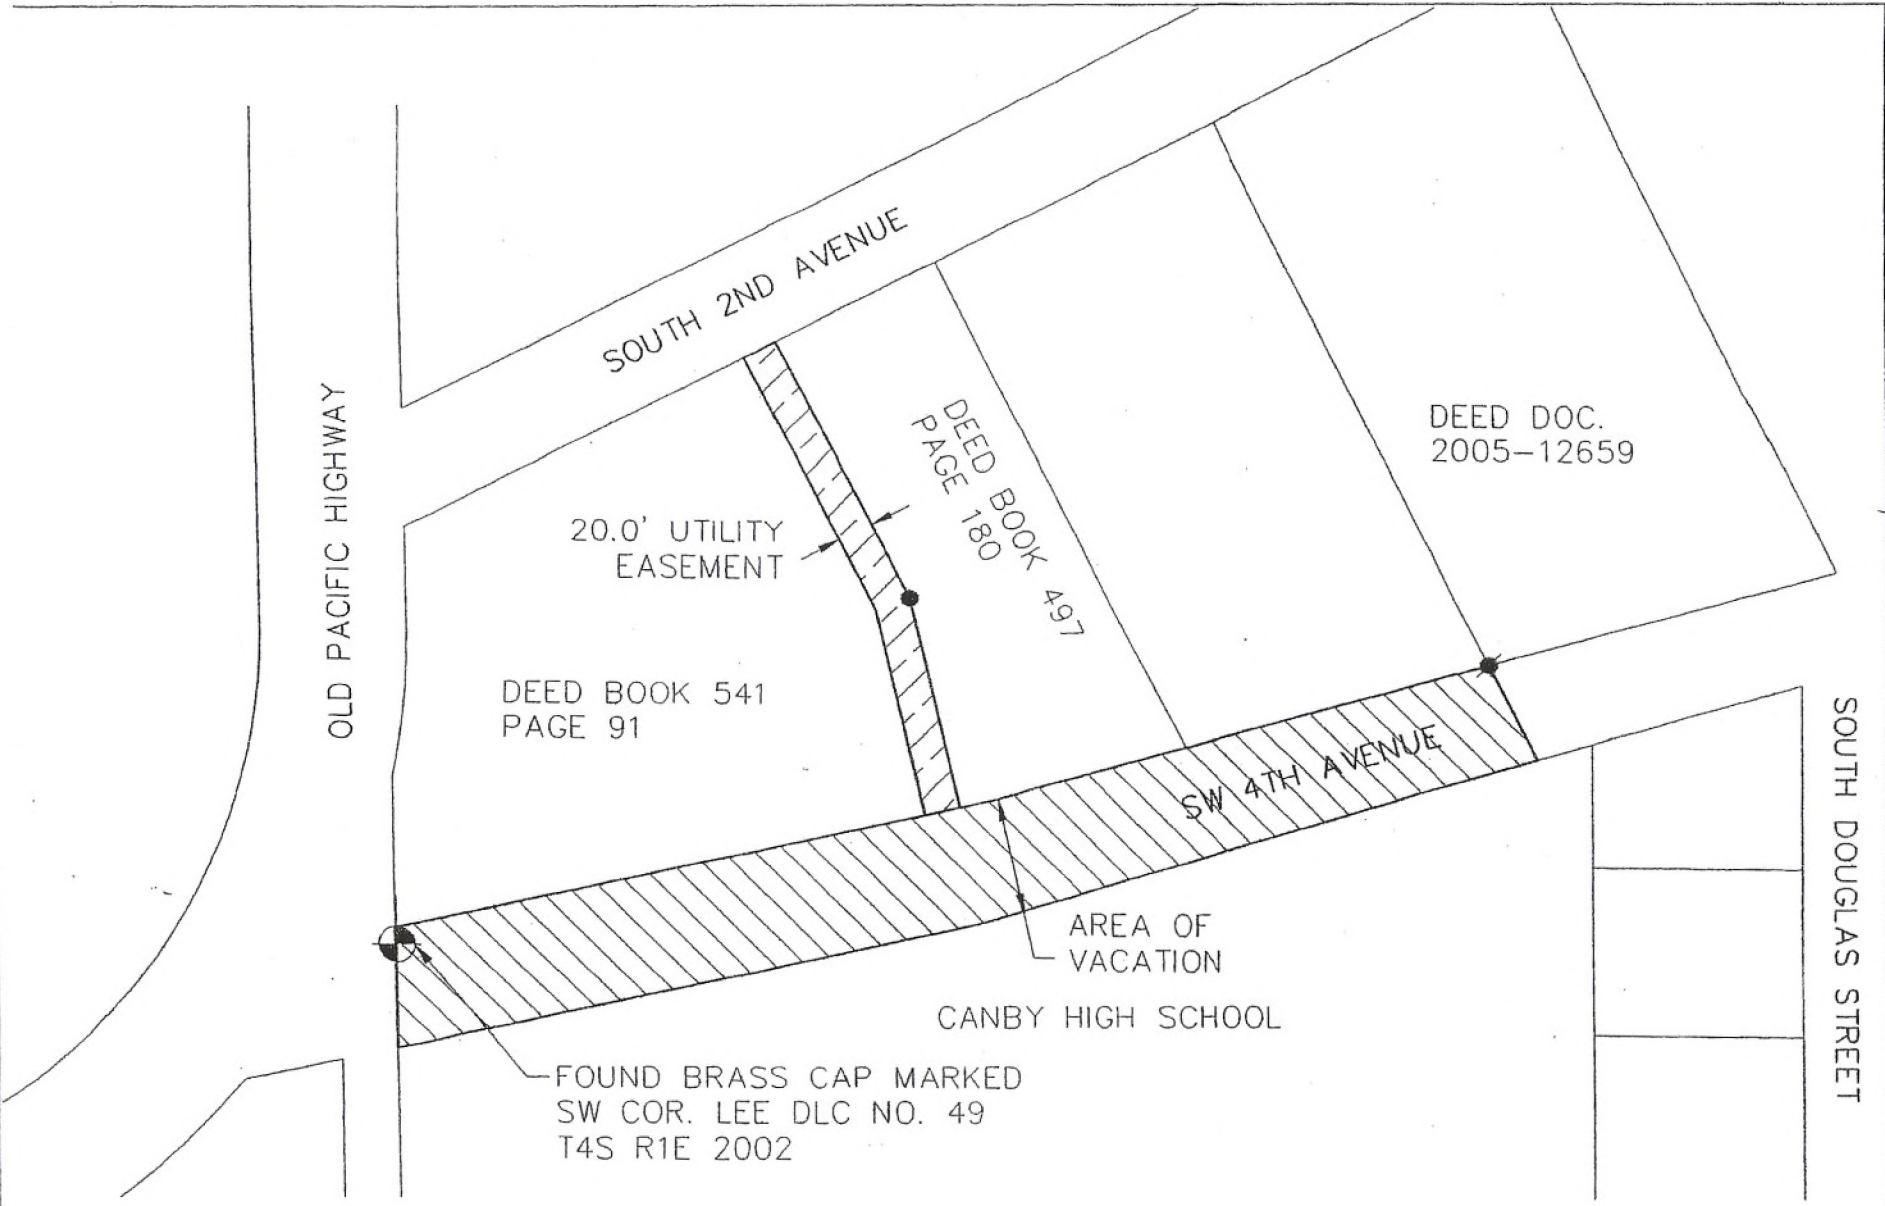 SOUTH 2ND AVENUE
OLD PACIFIC HIGHWAY
DEED BOOK 497
PAGE 180
DEED DOC.
2005-12659
20.0' UTILITY
EASEMENT
DEED BOOK 541
PAGE 91
SW 4TH AVENUE
SOUTH DOUGLAS STREET
AREA OF
VACATION
CANBY HIGH SCHOOL
FOUND BRASS CAP MARKED
SW COR. LEE DLC NO. 49
T4S R1E 2002